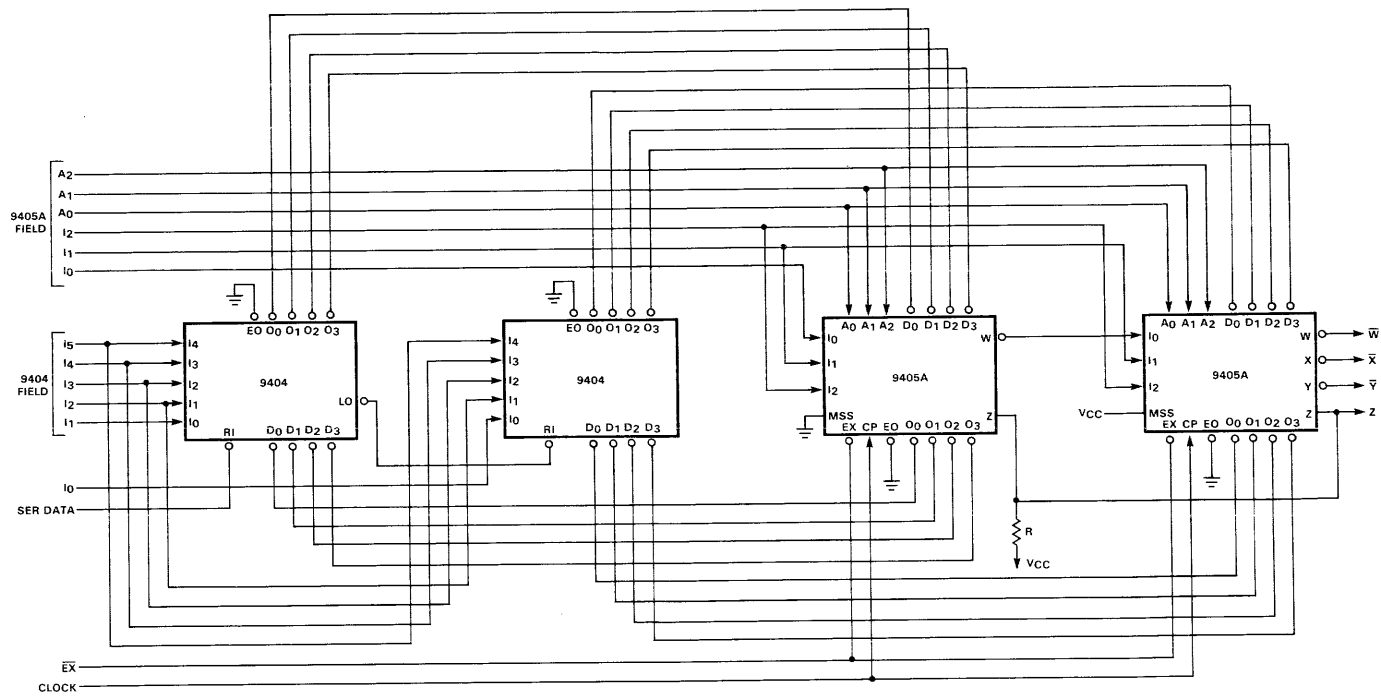 A2
A1
A0
I2
I1
I0
9405A
FIELD
EO O0 O1 O2 O3
I4
I3
I2
I1
I0
9404
LO
RI D0 D1 D2 D3
I5
I4
I3
I2
I1
9404
FIELD
I0
SER DATA
EO O0 O1 O2 O3
I4
I3
I2
I1
I0
9404
RI D0 D1 D2 D3
A0 A1 A2 D0 D1 D2 D3
I0
I1
I2
W
9405A
MSS
Z
EX CP EO O0 O1 O2 O3
R
VCC
A0 A1 A2 D0 D1 D2 D3
I0
I1
I2
W
X
Y
9405A
VCC
MSS
Z
EX CP EO O0 O1 O2 O3
W̅
X̅
Y̅
Z
E̅X̅
CLOCK